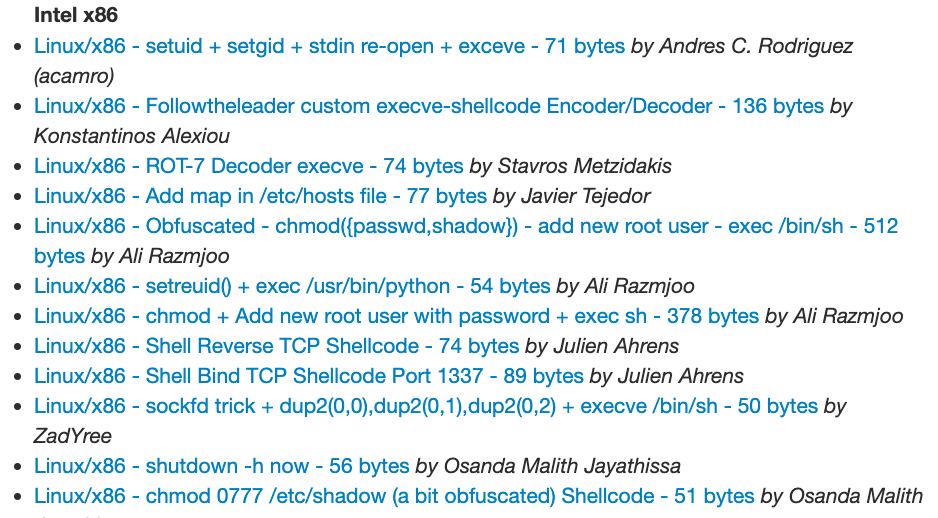 Intel x86
Linux/x86 - setuid + setgid + stdin re-open + execve - 71 bytes by Andres C. Rodriguez
(acamro)
Linux/x86 - Followtheleader custom execve-shellcode Encoder/Decoder - 136 bytes by
Konstantinos Alexiou
Linux/x86 - ROT-7 Decoder execve - 74 bytes by Stavros Metzidakis
Linux/x86 - Add map in /etc/hosts file - 77 bytes by Javier Tejedor
Linux/x86 - Obfuscated - chmod({passwd,shadow}) - add new root user - exec /bin/sh - 512
bytes by Ali Razmjoo
Linux/x86 - setreuid() + exec /usr/bin/python - 54 bytes by Ali Razmjoo
Linux/x86 - chmod + Add new root user with password + exec sh - 378 bytes by Ali Razmjoo
Linux/x86 - Shell Reverse TCP Shellcode - 74 bytes by Julien Ahrens
Linux/x86 - Shell Bind TCP Shellcode Port 1337 - 89 bytes by Julien Ahrens
Linux/x86 - sockfd trick + dup2(0,0),dup2(0,1),dup2(0,2) + execve /bin/sh - 50 bytes by
ZadYree
Linux/x86 - shutdown -h now - 56 bytes by Osanda Malith Jayathissa
Linux/x86 - chmod 0777 /etc/shadow (a bit obfuscated) Shellcode - 51 bytes by Osanda Malith